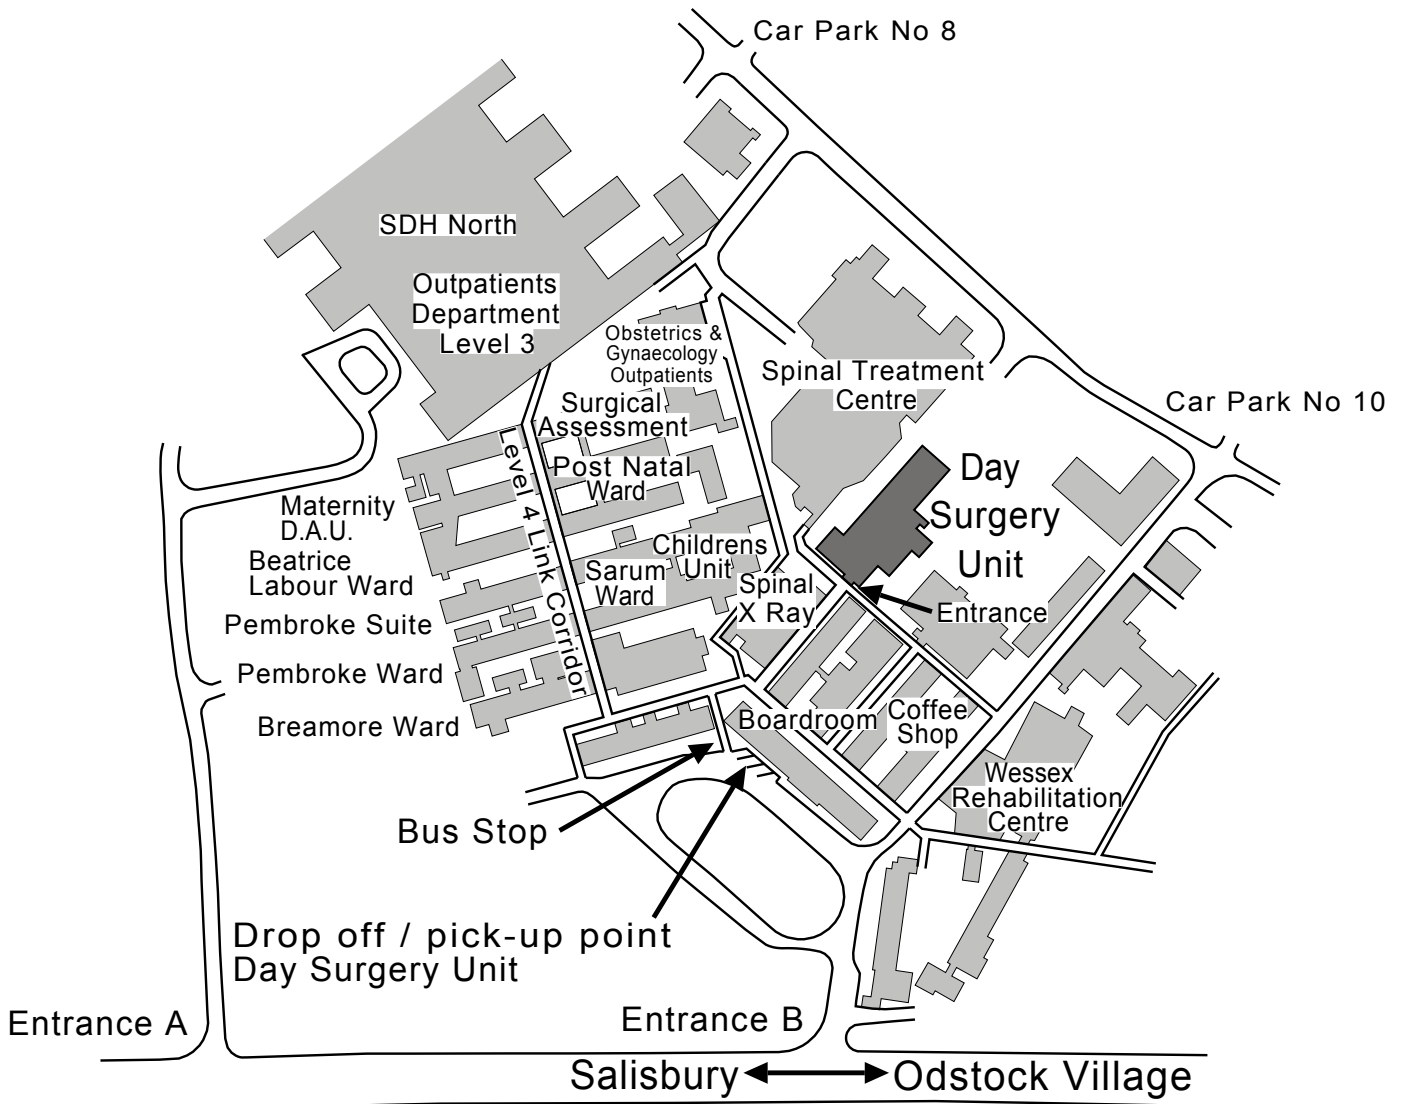 Car Park No 8
SDH North
Outpatients
Department
Level 3
Obstetrics &
Gynaecology
Outpatients
Spinal Treatment
Centre
Car Park No 10
Surgical
Assessment
Level 4 Link Corridor
Post Natal
Ward
Day
Surgery
Unit
Maternity
D.A.U.
Beatrice
Labour Ward
Childrens
Unit
Sarum
Ward
Spinal
X Ray
Entrance
Pembroke Suite
Pembroke Ward
Breamore Ward
Boardroom
Coffee
Shop
Wessex
Rehabilitation
Centre
Bus Stop
Drop off / pick-up point
Day Surgery Unit
Entrance A
Entrance B
Salisbury
Odstock Village